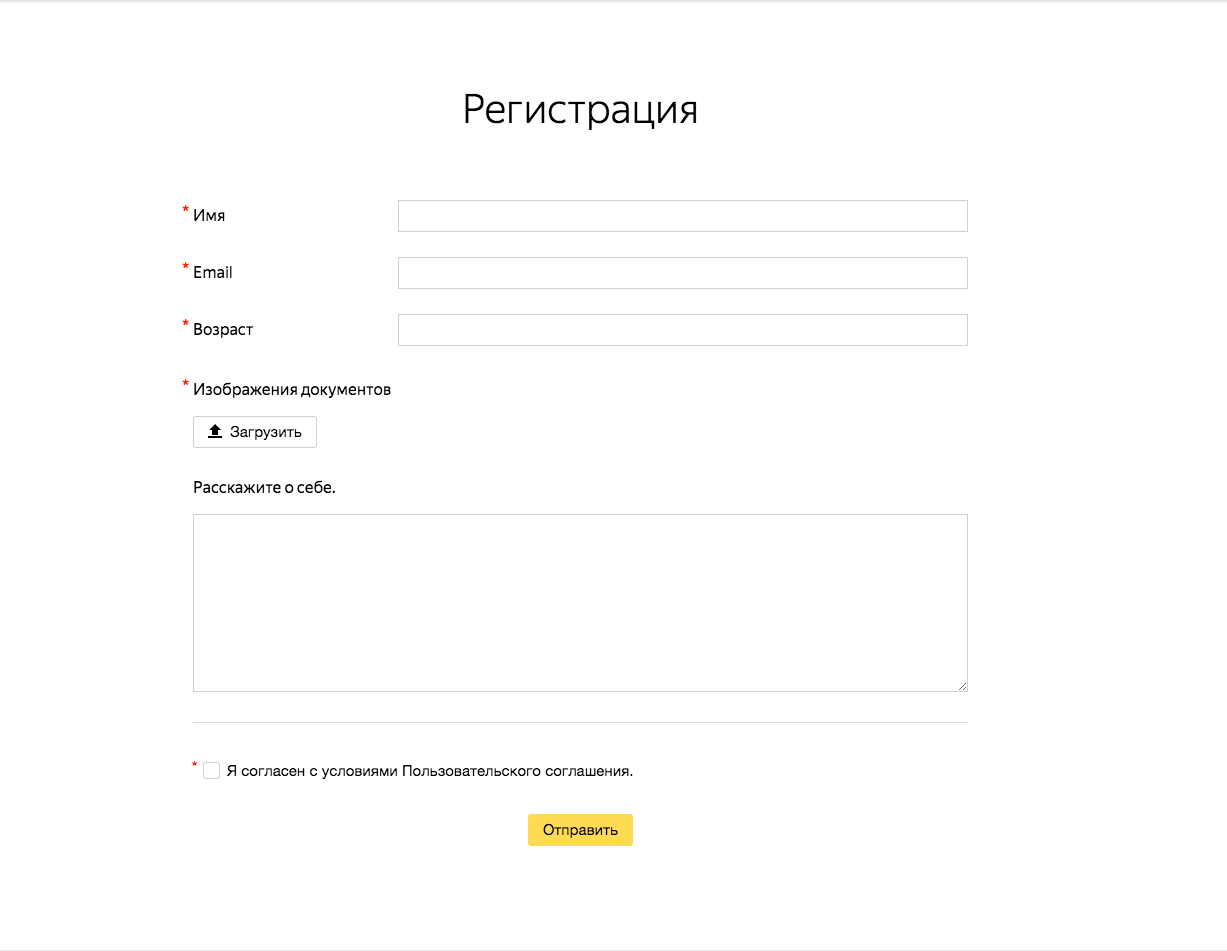 Регистрация
* Имя
* Email
* Возраст
* Изображения документов
Загрузить
Расскажите о себе.
* Я согласен с условиями Пользовательского соглашения.
Отправить